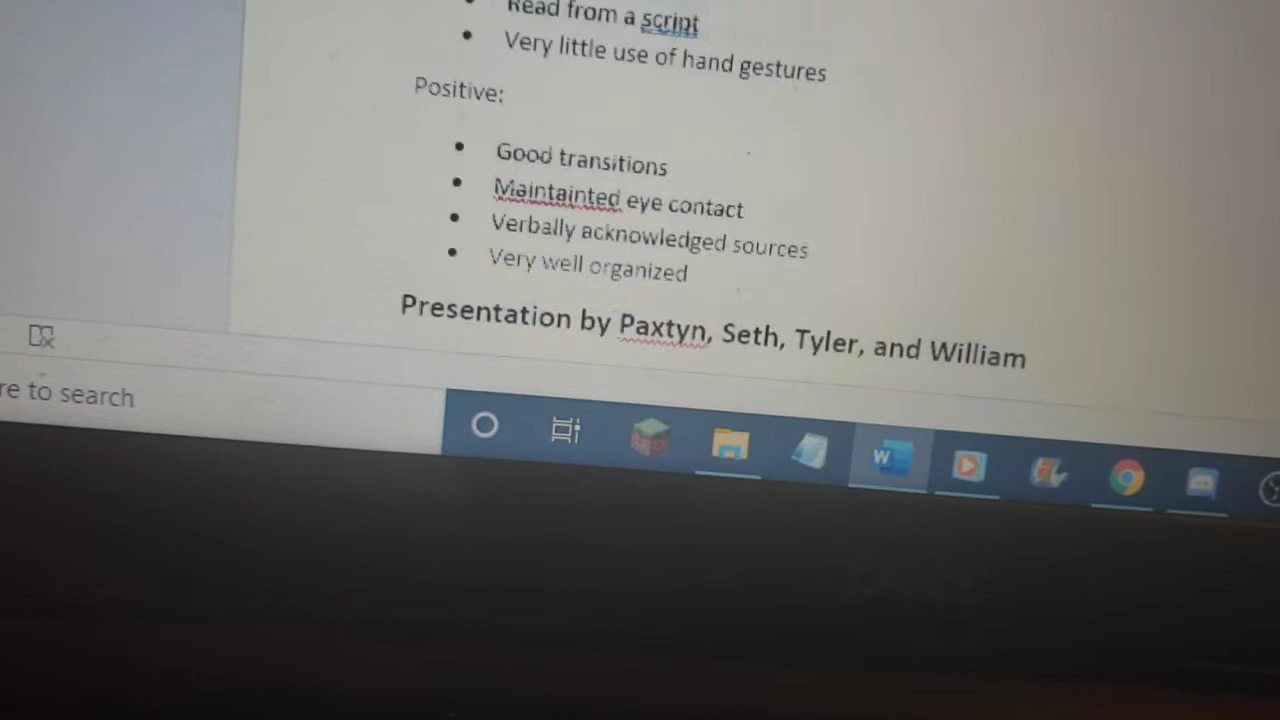 Read from a script
Very little use of hand gestures
Positive:
Good transitions
Maintainted eye contact
Verbally acknowledged sources
Very well organized
Presentation by Paxtyn, Seth, Tyler, and William
re to search
W
DELL